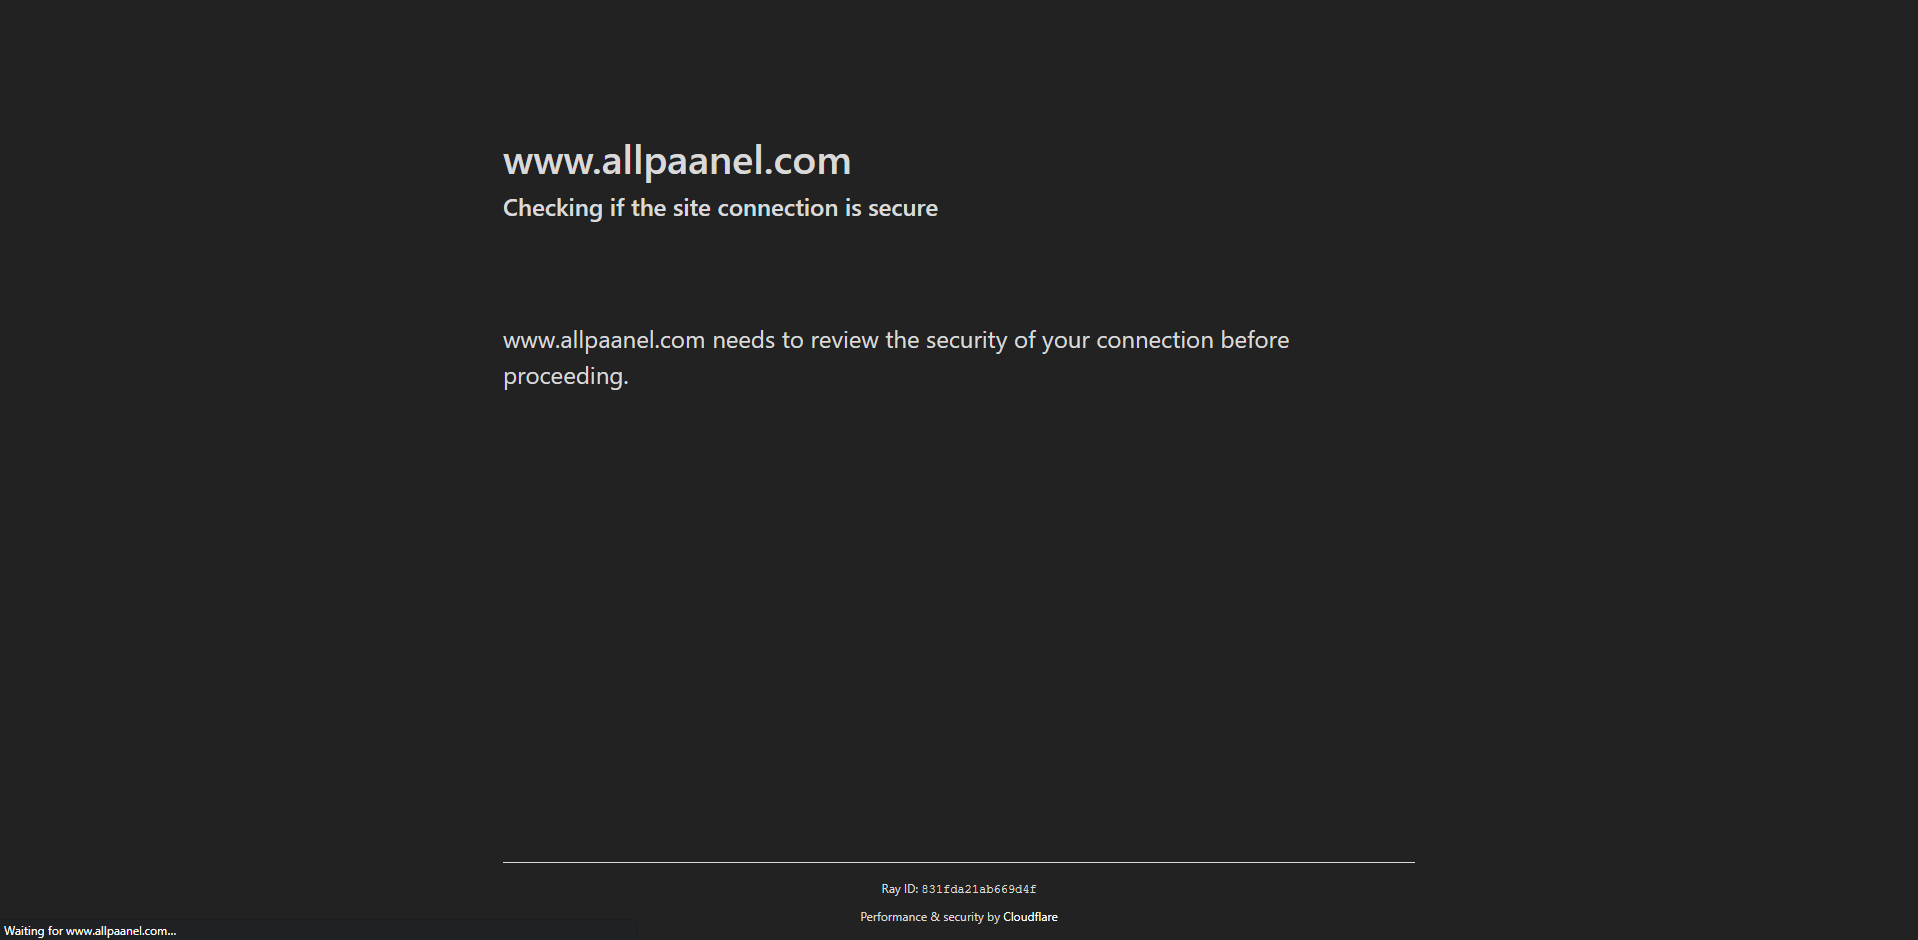 www.allpaanel.com
Checking if the site connection is secure
www.allpaanel.com needs to review the security of your connection before
proceeding.
Ray ID: 831fda21ab669d4f
Performance & security by Cloudflare
Waiting for www.allpaanel.com...